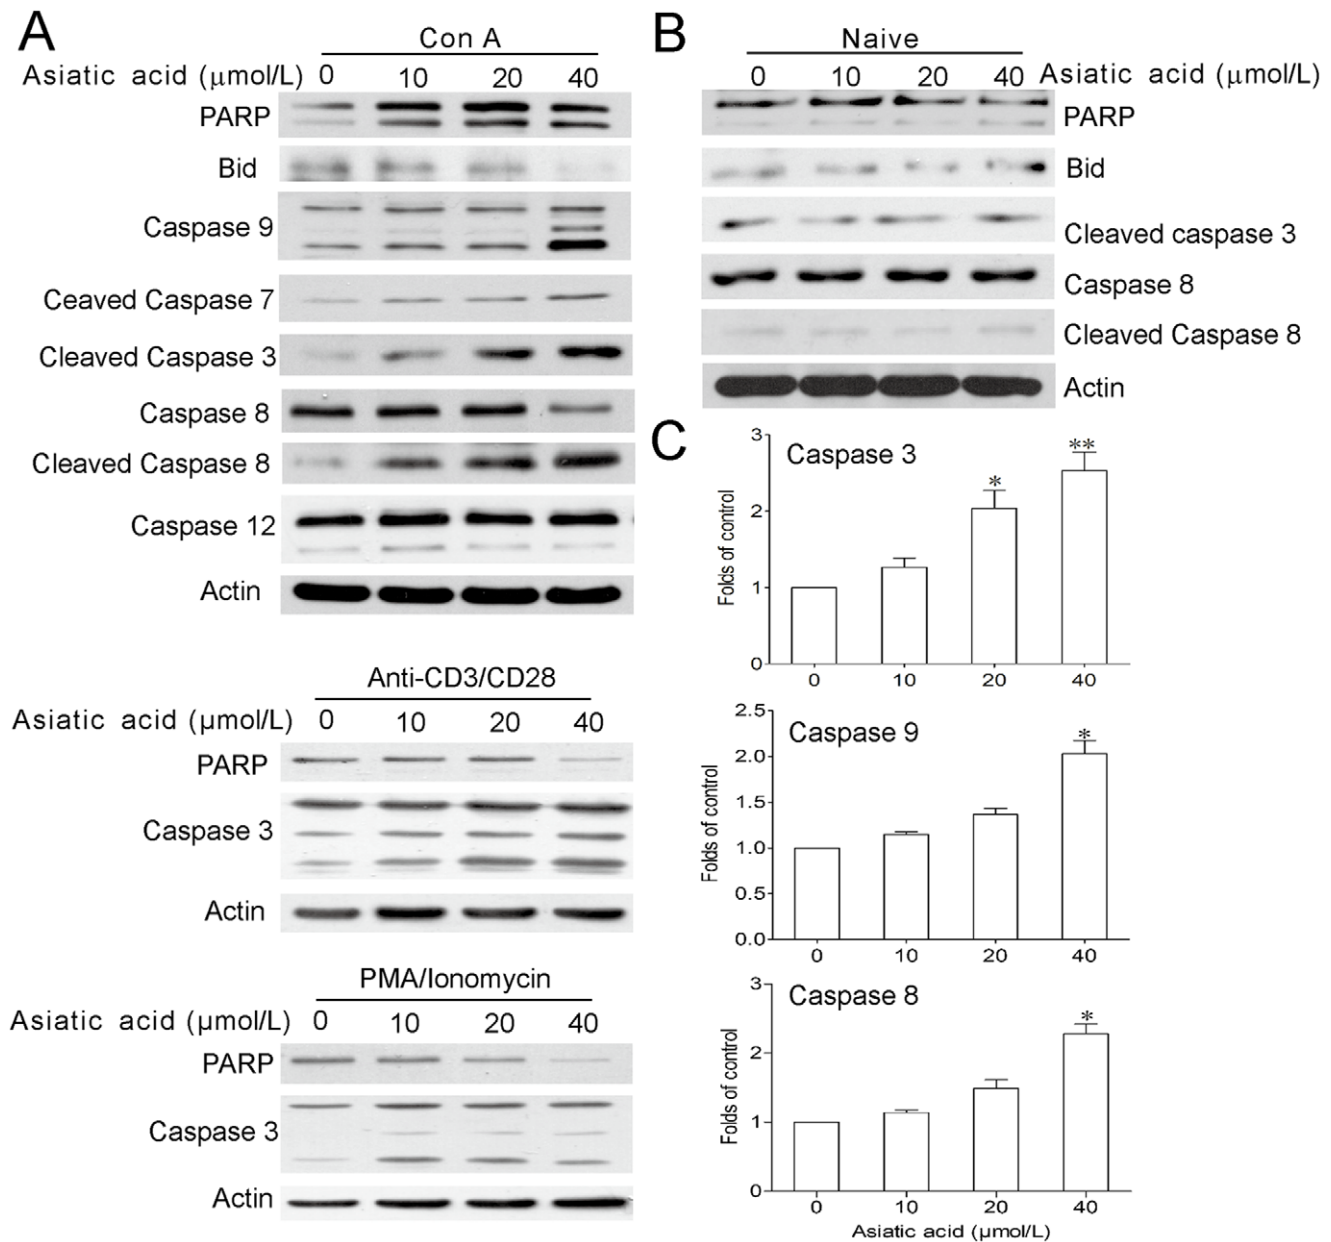 A
Con A
Asiatic acid (μmol/L) 0 10 20 40
PARP
Bid
Caspase 9
Ceaved Caspase 7
Cleaved Caspase 3
Caspase 8
Cleaved Caspase 8
Caspase 12
Actin
Anti-CD3/CD28
Asiatic acid (μmol/L) 0 10 20 40
PARP
Caspase 3
Actin
PMA/Ionomycin
Asiatic acid (μmol/L) 0 10 20 40
PARP
Caspase 3
Actin
B
Naive
0 10 20 40 Asiatic acid (μmol/L)
PARP
Bid
Cleaved caspase 3
Caspase 8
Cleaved Caspase 8
Actin
C
Caspase 3
Folds of control
3
2
1
0
*
**
0 10 20 40
Caspase 9
Folds of control
2.5
2.0
1.5
1.0
0.5
0.0
*
0 10 20 40
Caspase 8
Folds of control
3
2
1
0
*
0 10 20 40
Asiatic acid (μmol/L)